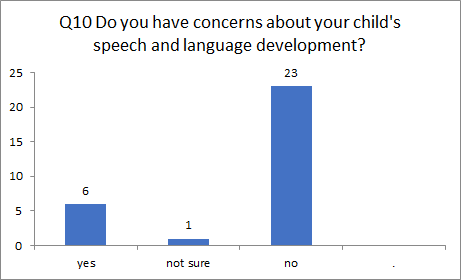 Q10 Do you have concerns about your child's
speech and language development?
25
20
15
10
5
0
6
1
23
yes
not sure
no
.